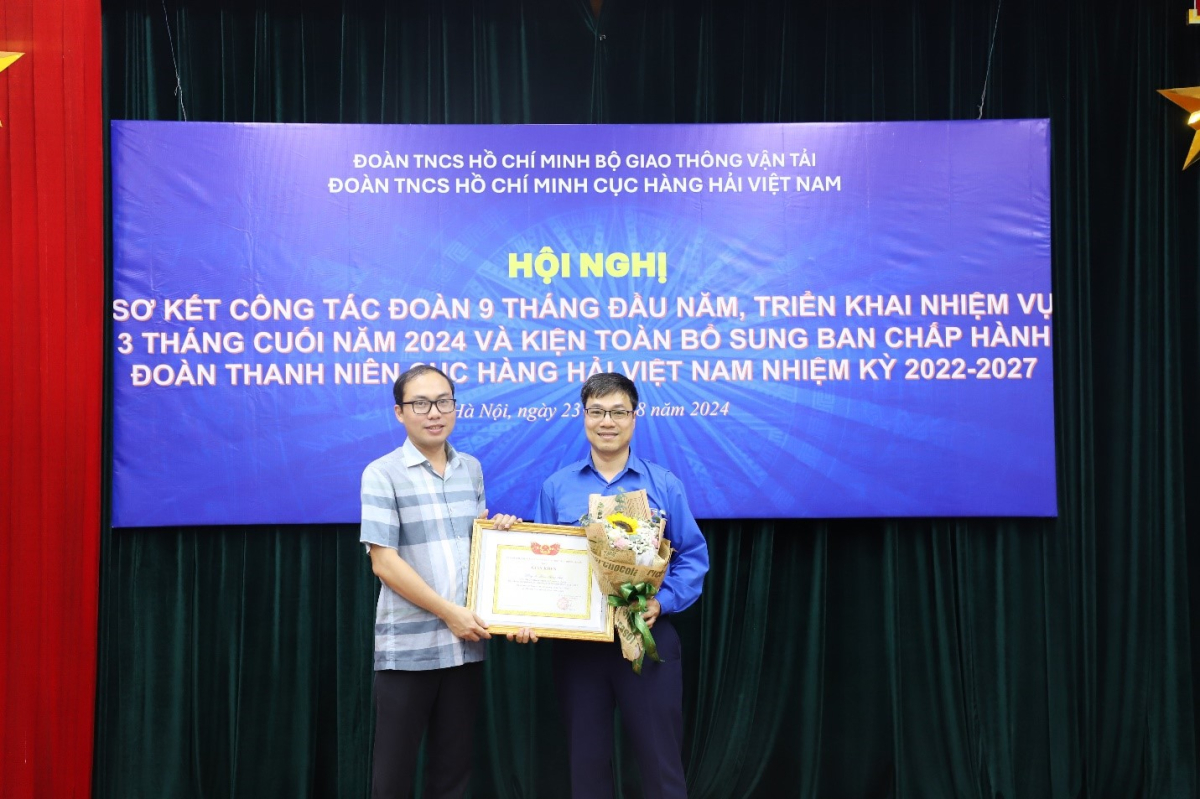 ĐOÀN TNCS HỒ CHÍ MINH BỘ GIAO THÔNG VẬN TẢI
ĐOÀN TNCS HỒ CHÍ MINH CỤC HÀNG HẢI VIỆT NAM
HỘI NGHỊ
SƠ KẾT CÔNG TÁC ĐOÀN 9 THÁNG ĐẦU NĂM, TRIỂN KHAI NHIỆM VỤ
3 THÁNG CUỐI NĂM 2024 VÀ KIỆN TOÀN BỔ SUNG BAN CHẤP HÀNH
ĐOÀN THANH NIÊN CỤC HÀNG HẢI VIỆT NAM NHIỆM KỲ 2022-2027
Hà Nội, ngày 23 8 năm 2024